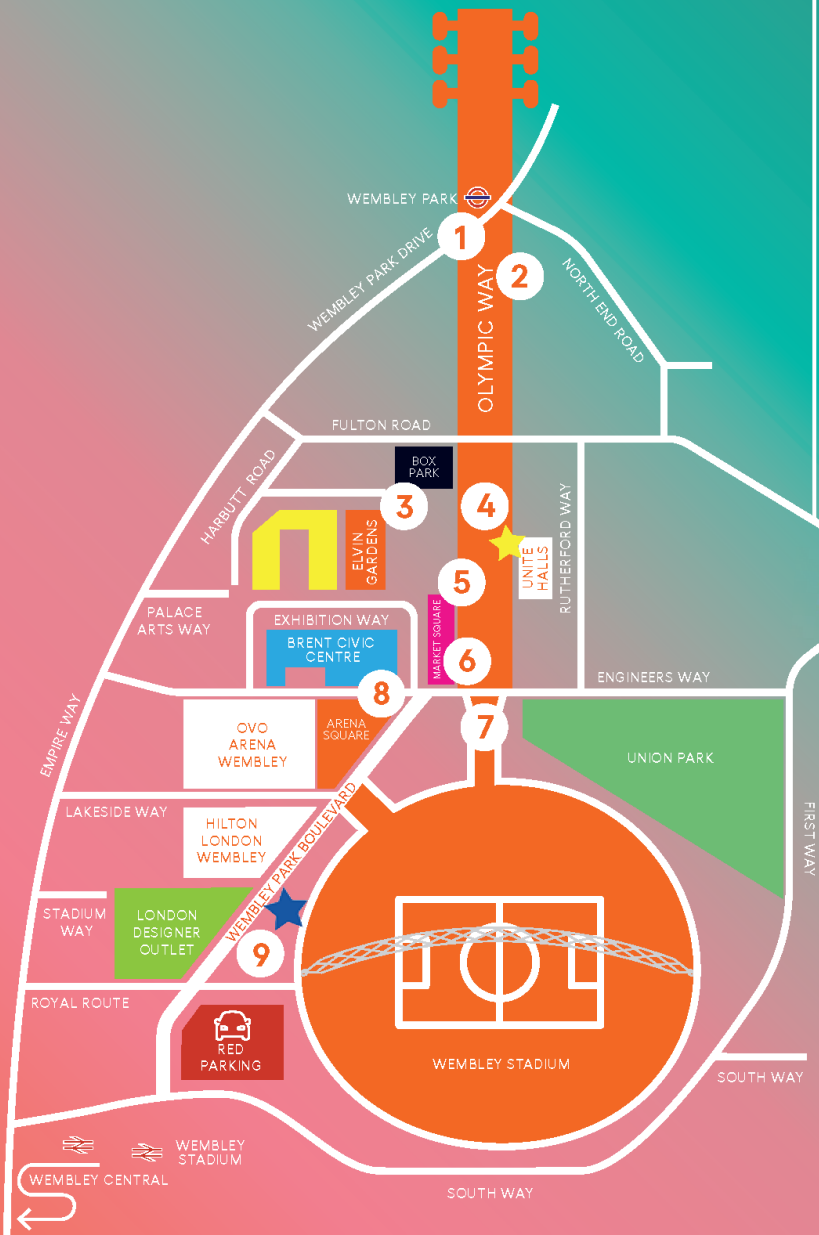 WEMBLEY PARK
1
WEMBLEY PARK DRIVE
2
OLYMPIC WAY
NORTH END ROAD
FULTON ROAD
HARBUTT ROAD
BOX
PARK
3
4
ELVIN
GARDENS
UNITE
HALLS
RUTHERFORD WAY
5
PALACE
ARTS WAY
EXHIBITION WAY
BRENT CIVIC
CENTRE
MARKET SQUARE
6
ENGINEERS WAY
8
EMPIRE WAY
OVO
ARENA
WEMBLEY
ARENA
SQUARE
7
UNION PARK
LAKESIDE WAY
HILTON
LONDON
WEMBLEY
WEMBLEY PARK BOULEVARD
FIRST WAY
STADIUM
WAY
LONDON
DESIGNER
OUTLET
9
ROYAL ROUTE
RED
PARKING
WEMBLEY STADIUM
SOUTH WAY
WEMBLEY
STADIUM
WEMBLEY CENTRAL
SOUTH WAY